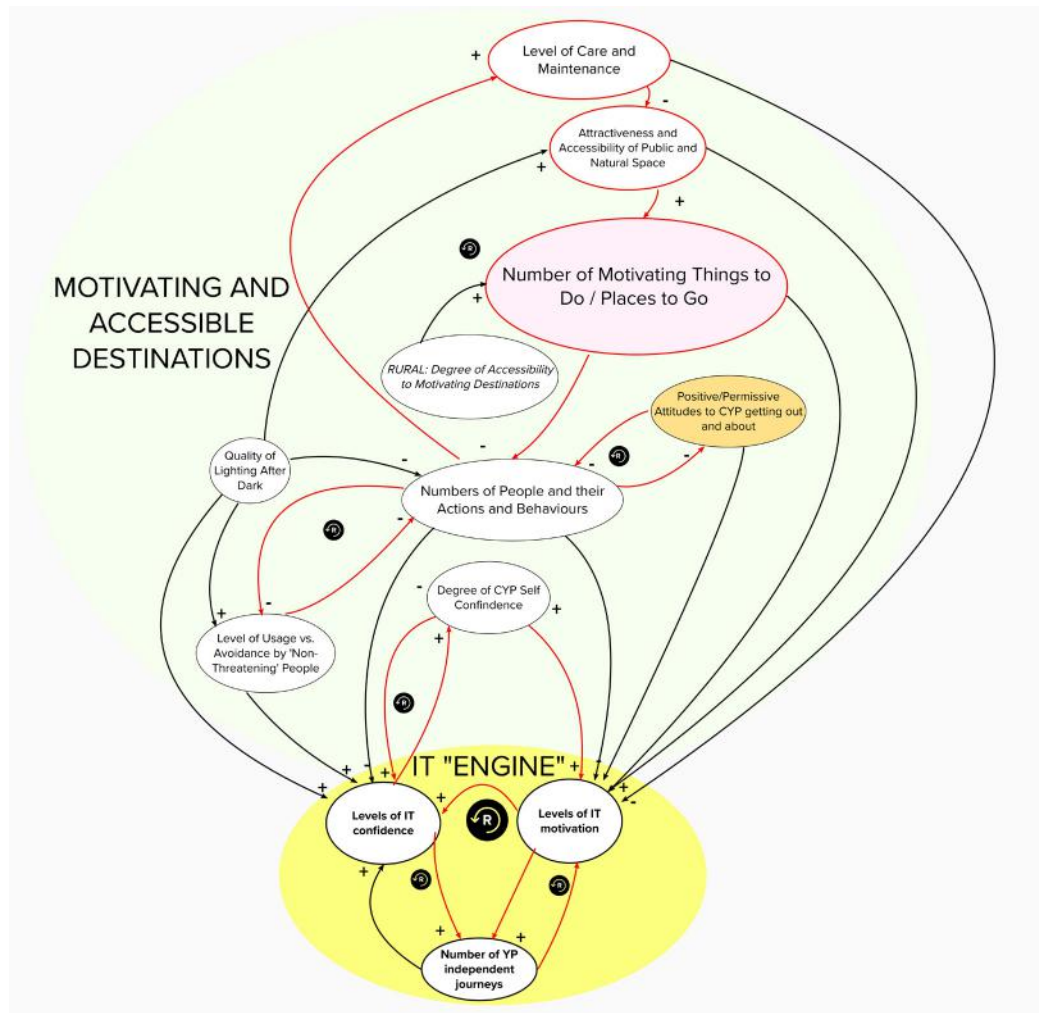 +
Level of Care and
Maintenance
-
Attractiveness and
Accessibility of Public and
Natural Space
+
+
R
Number of Motivating Things to
Do / Places to Go
+
MOTIVATING AND
ACCESSIBLE
DESTINATIONS
RURAL: Degree of Accessibility
to Motivating Destinations
Positive/Permissive
Attitudes to CYP getting out
and about
Quality of
Lighting After
Dark
-
-
R
-
-
Numbers of People and their
Actions and Behaviours
R
-
-
Degree of CYP Self
Confindence
-
+
+
+
Level of Usage vs.
Avoidance by 'Non-
Threatening' People
R
IT "ENGINE"
+
+
-
+
+
-
+
-
Levels of IT
confidence
+
R
Levels of IT
motivation
+
R
R
+
+
Number of YP
independent
journeys